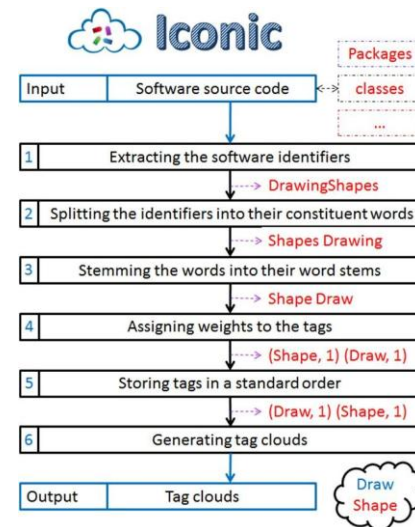 Iconic
Packages
Input Software source code classes
...
1 Extracting the software identifiers
DrawingShapes
2 Splitting the identifiers into their constituent words
Shapes Drawing
3 Stemming the words into their word stems
Shape Draw
4 Assigning weights to the tags
(Shape, 1) (Draw, 1)
5 Storing tags in a standard order
(Draw, 1) (Shape, 1)
6 Generating tag clouds
Output Tag clouds
Draw
Shape